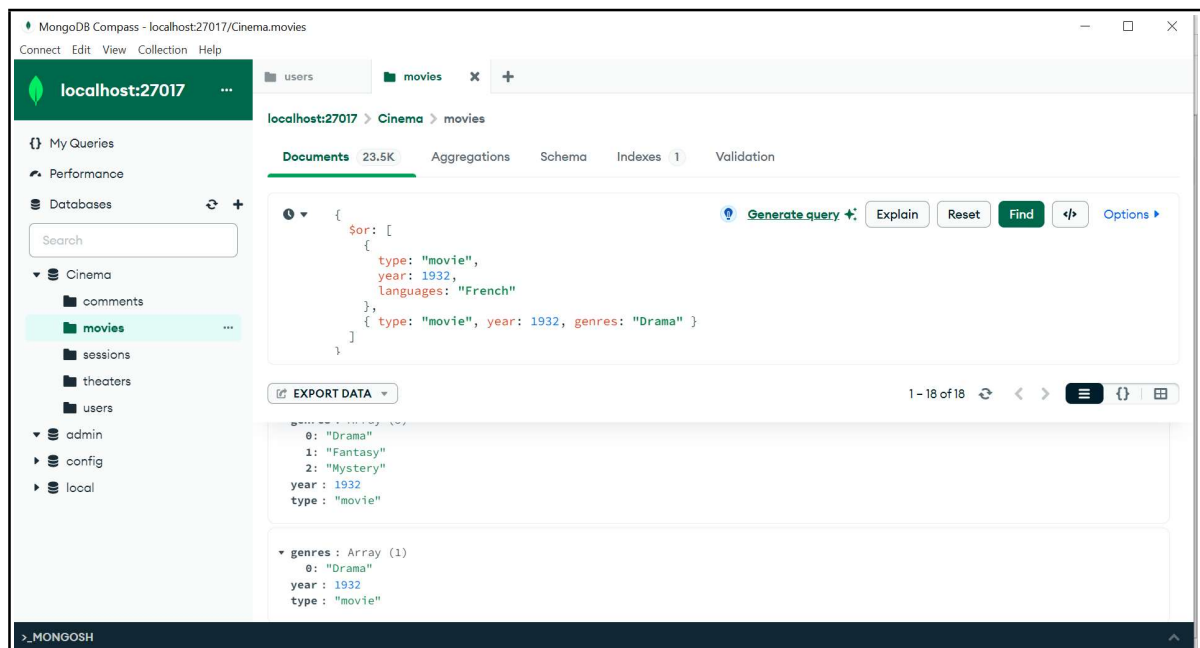 MongoDB Compass - localhost:27017/Cinema.movies
Connect Edit View Collection Help
localhost:27017 ...
{} My Queries
Performance
Databases
Search
Cinema
comments
movies ...
sessions
theaters
users
admin
config
local
users
movies
localhost:27017 > Cinema > movies
Documents 23.5K Aggregations Schema Indexes 1 Validation
Generate query Explain Reset Find </> Options
{
$or: [
{
type: "movie",
year: 1932,
languages: "French"
},
{ type: "movie", year: 1932, genres: "Drama" }
]
}
EXPORT DATA
1 – 18 of 18 {}
0: "Drama"
1: "Fantasy"
2: "Mystery"
year : 1932
type : "movie"
genres : Array (1)
0: "Drama"
year : 1932
type : "movie"
>_MONGOSH